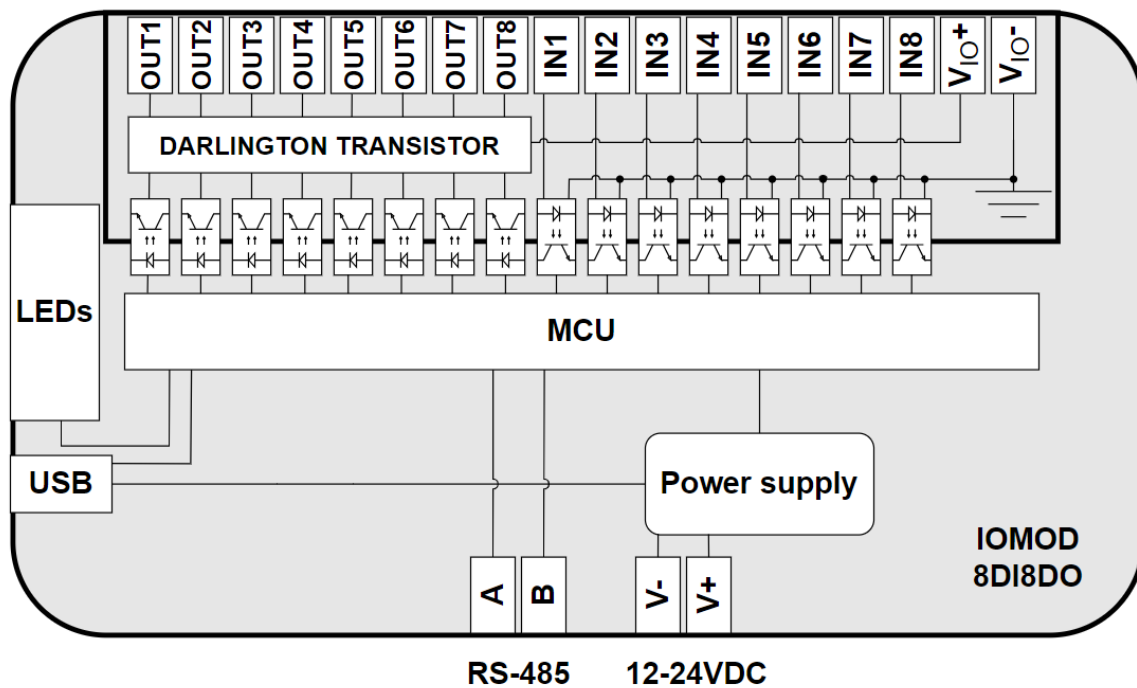 OUT1
OUT2
OUT3
OUT4
OUT5
OUT6
OUT7
OUT8
IN1
IN2
IN3
IN4
IN5
IN6
IN7
IN8
VIO+
VIO-
DARLINGTON TRANSISTOR
LEDs
MCU
USB
Power supply
IOMOD
8DI8DO
A
B
V-
V+
RS-485
12-24VDC